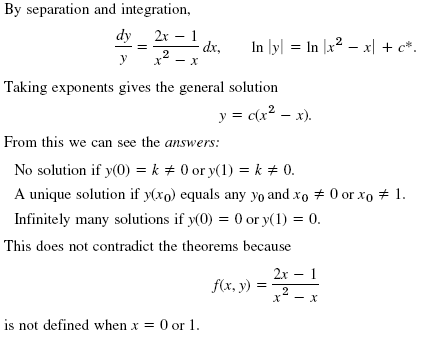 By separation and integration,
dy/y = (2x − 1)/(x² − x) dx, ln |y| = ln |x² − x| + c*.
Taking exponents gives the general solution
y = c(x² − x).
From this we can see the answers:
No solution if y(0) = k ≠ 0 or y(1) = k ≠ 0.
A unique solution if y(x₀) equals any y₀ and x₀ ≠ 0 or x₀ ≠ 1.
Infinitely many solutions if y(0) = 0 or y(1) = 0.
This does not contradict the theorems because
f(x, y) = (2x − 1)/(x² − x)
is not defined when x = 0 or 1.